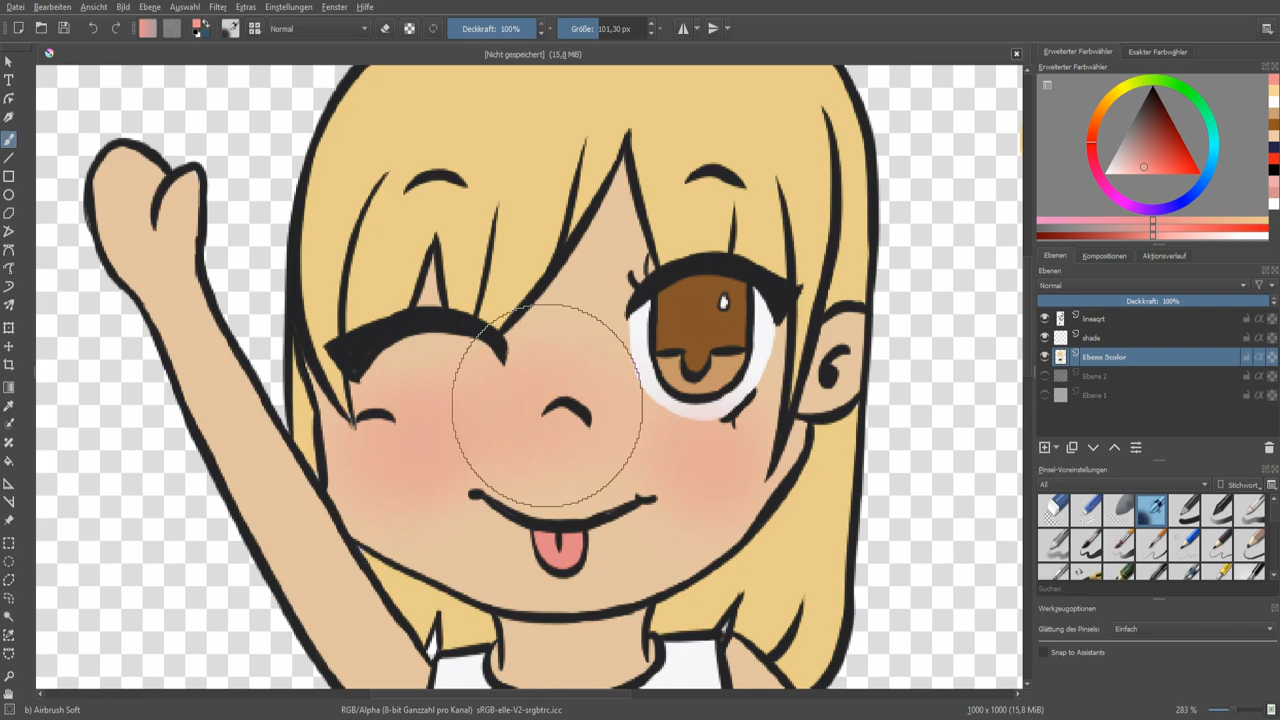 Datei Ansicht Bild Ebene Auswahl Filter Extras Einstellungen Fenster Hilfe
Normal Deckkraft: 100% Größe: 101,30 px
[Nicht gespeichert] (15,8 MiB)
Erweiterter Farbwähler Exakter Farbwähler
Erweiterter Farbwähler
Ebenen Kompositionen Aktionsverlauf
Ebenen
Normal
Deckkraft: 100%
lineaqrt
shade
Ebene 3color
Ebene 2
Ebene 1
Pinsel-Voreinstellungen
All Stichwort
Suchen
Werkzeugoptionen
Glättung des Pinsels: Einfach
Snap to Assistants
b) Airbrush Soft RGB/Alpha (8-bit Ganzzahl pro Kanal) sRGB-elle-V2-srgbtrc.icc 1000 x 1000 (15,8 MiB) 283 %